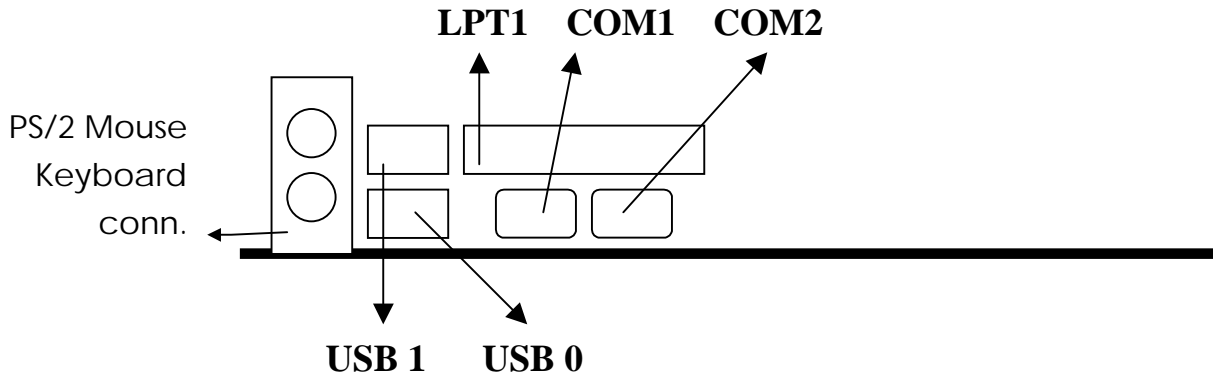 LPT1 COM1 COM2
PS/2 Mouse
Keyboard
conn.
USB 1 USB 0